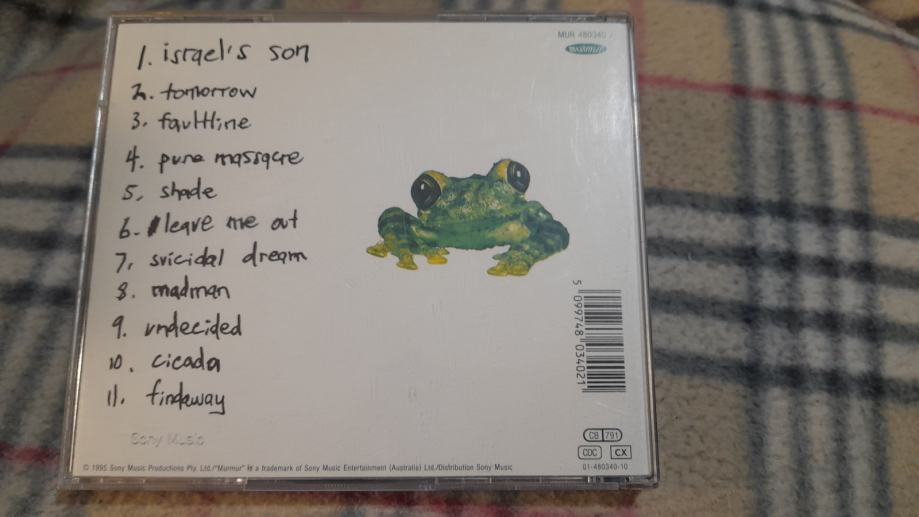 MUR 480340 2
murmur
1. israel's son
2. tomorrow
3. faultline
4. pure massacre
5. shade
6. leave me out
7. suicidal dream
8. madman
9. undecided
10. cicada
11. findaway
5 099748 034021
Sony Music
CB 791
CDC CX
© 1995 Sony Music Productions Pty. Ltd./"Murmur" is a trademark of Sony Music Entertainment (Australia) Ltd./Distribution Sony Music
01-480340-10